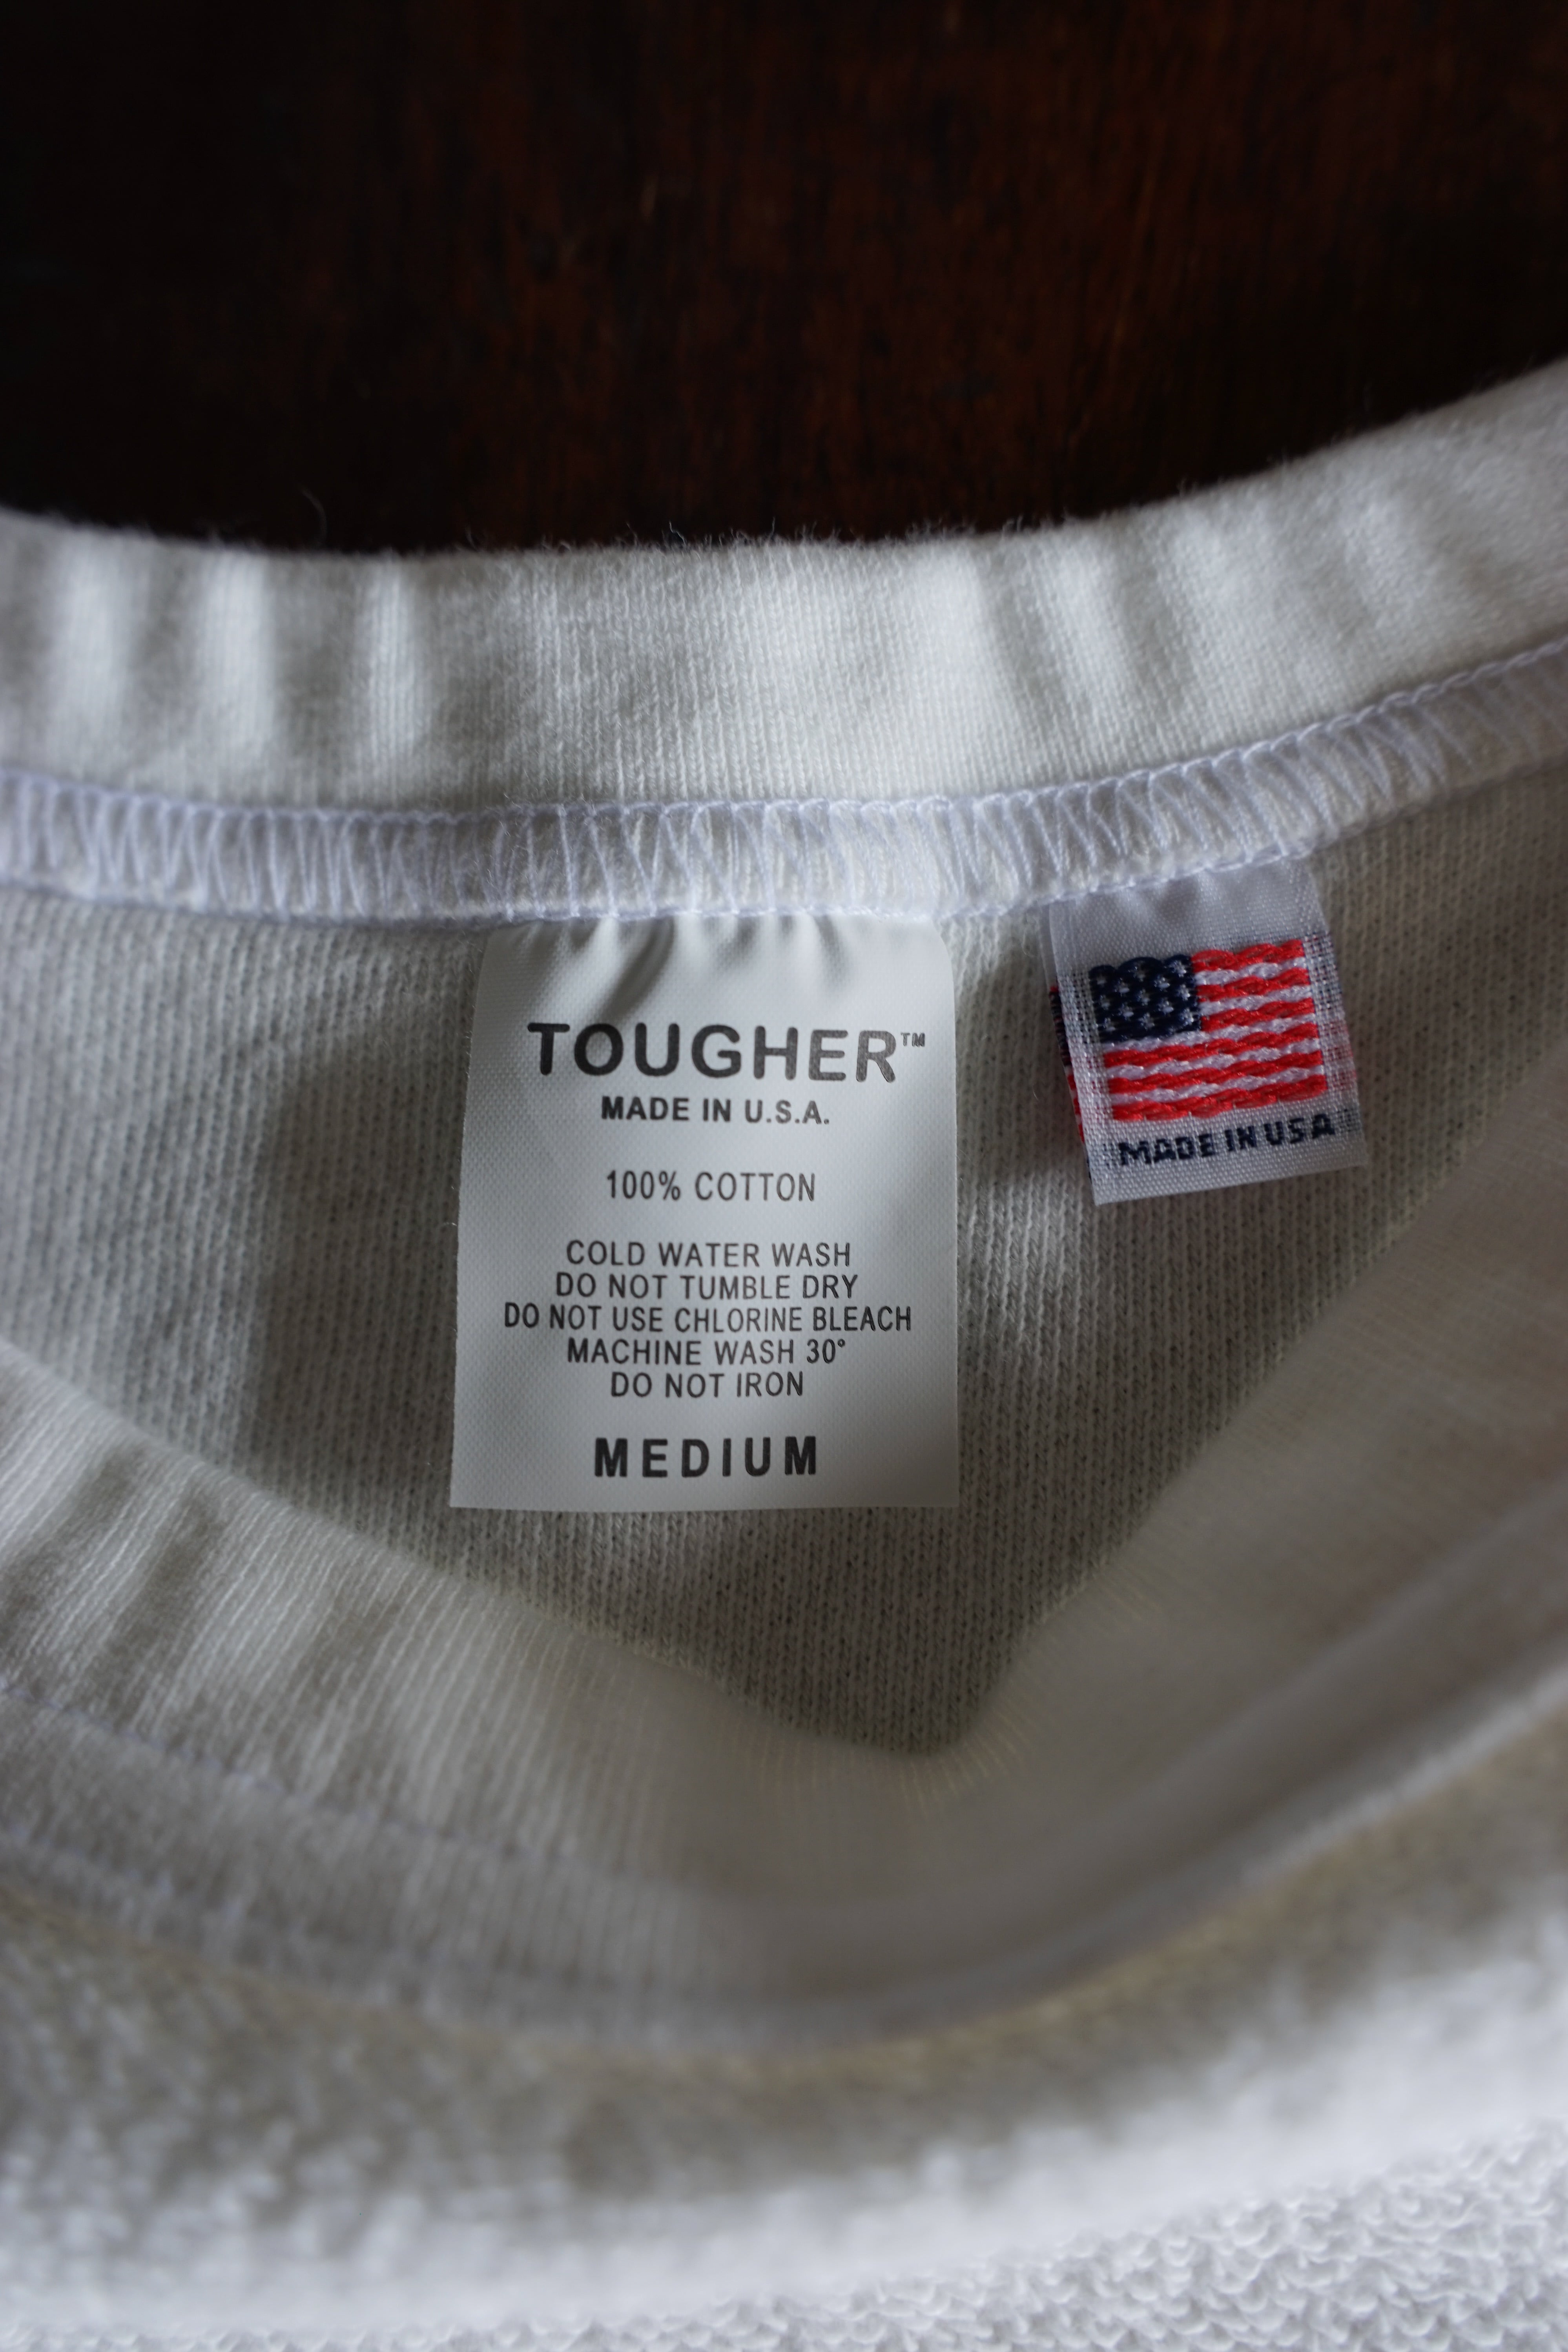 TOUGHER™
MADE IN U.S.A.
100% COTTON
COLD WATER WASH
DO NOT TUMBLE DRY
DO NOT USE CHLORINE BLEACH
MACHINE WASH 30°
DO NOT IRON
MEDIUM
MADE IN USA